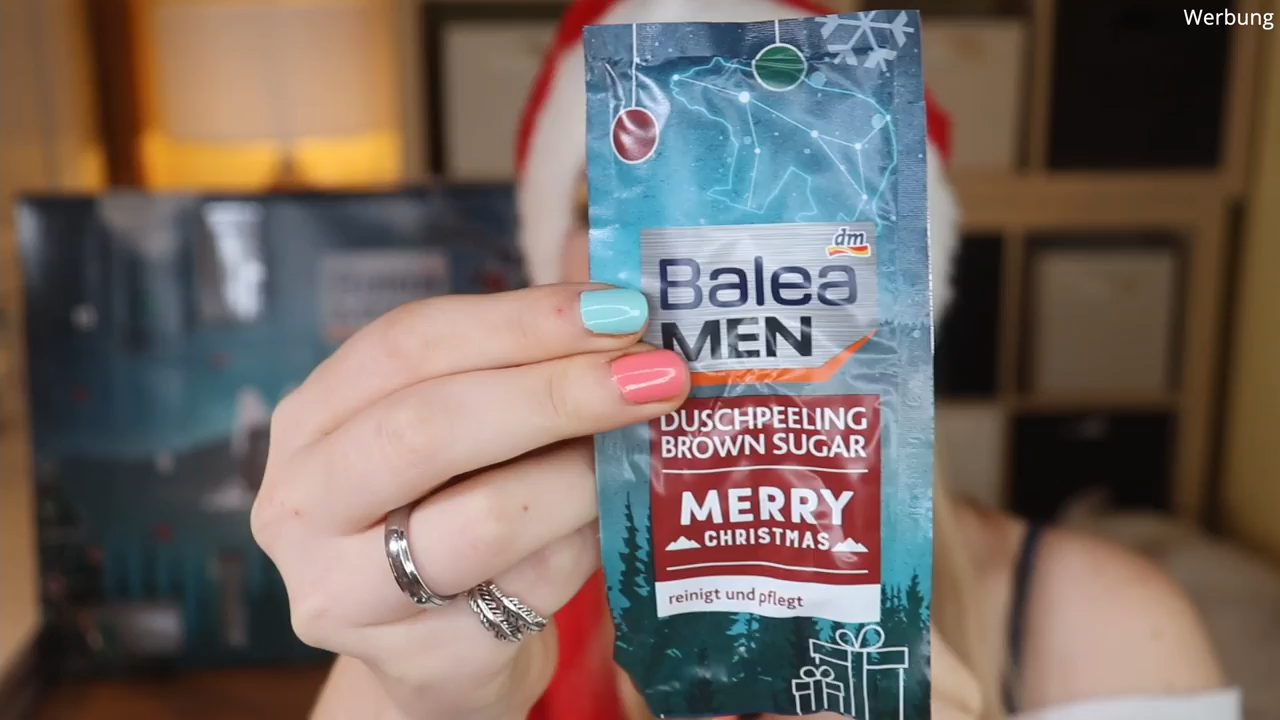 Werbung
dm
Balea
MEN
DUSCHPEELING
BROWN SUGAR
MERRY
CHRISTMAS
reinigt und pflegt